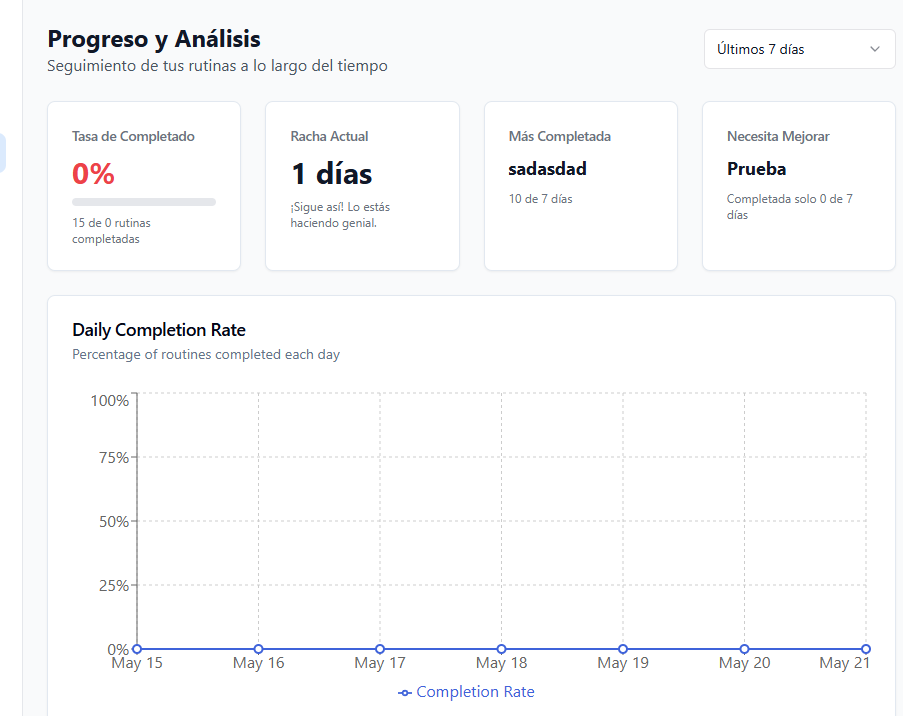 Progreso y Análisis
Seguimiento de tus rutinas a lo largo del tiempo
Últimos 7 días
Tasa de Completado
0%
15 de 0 rutinas
completadas
Racha Actual
1 días
¡Sigue así! Lo estás
haciendo genial.
Más Completada
sadasdad
10 de 7 días
Necesita Mejorar
Prueba
Completada solo 0 de 7
días
Daily Completion Rate
Percentage of routines completed each day
100%
75%
50%
25%
0%
May 15
May 16
May 17
May 18
May 19
May 20
May 21
Completion Rate